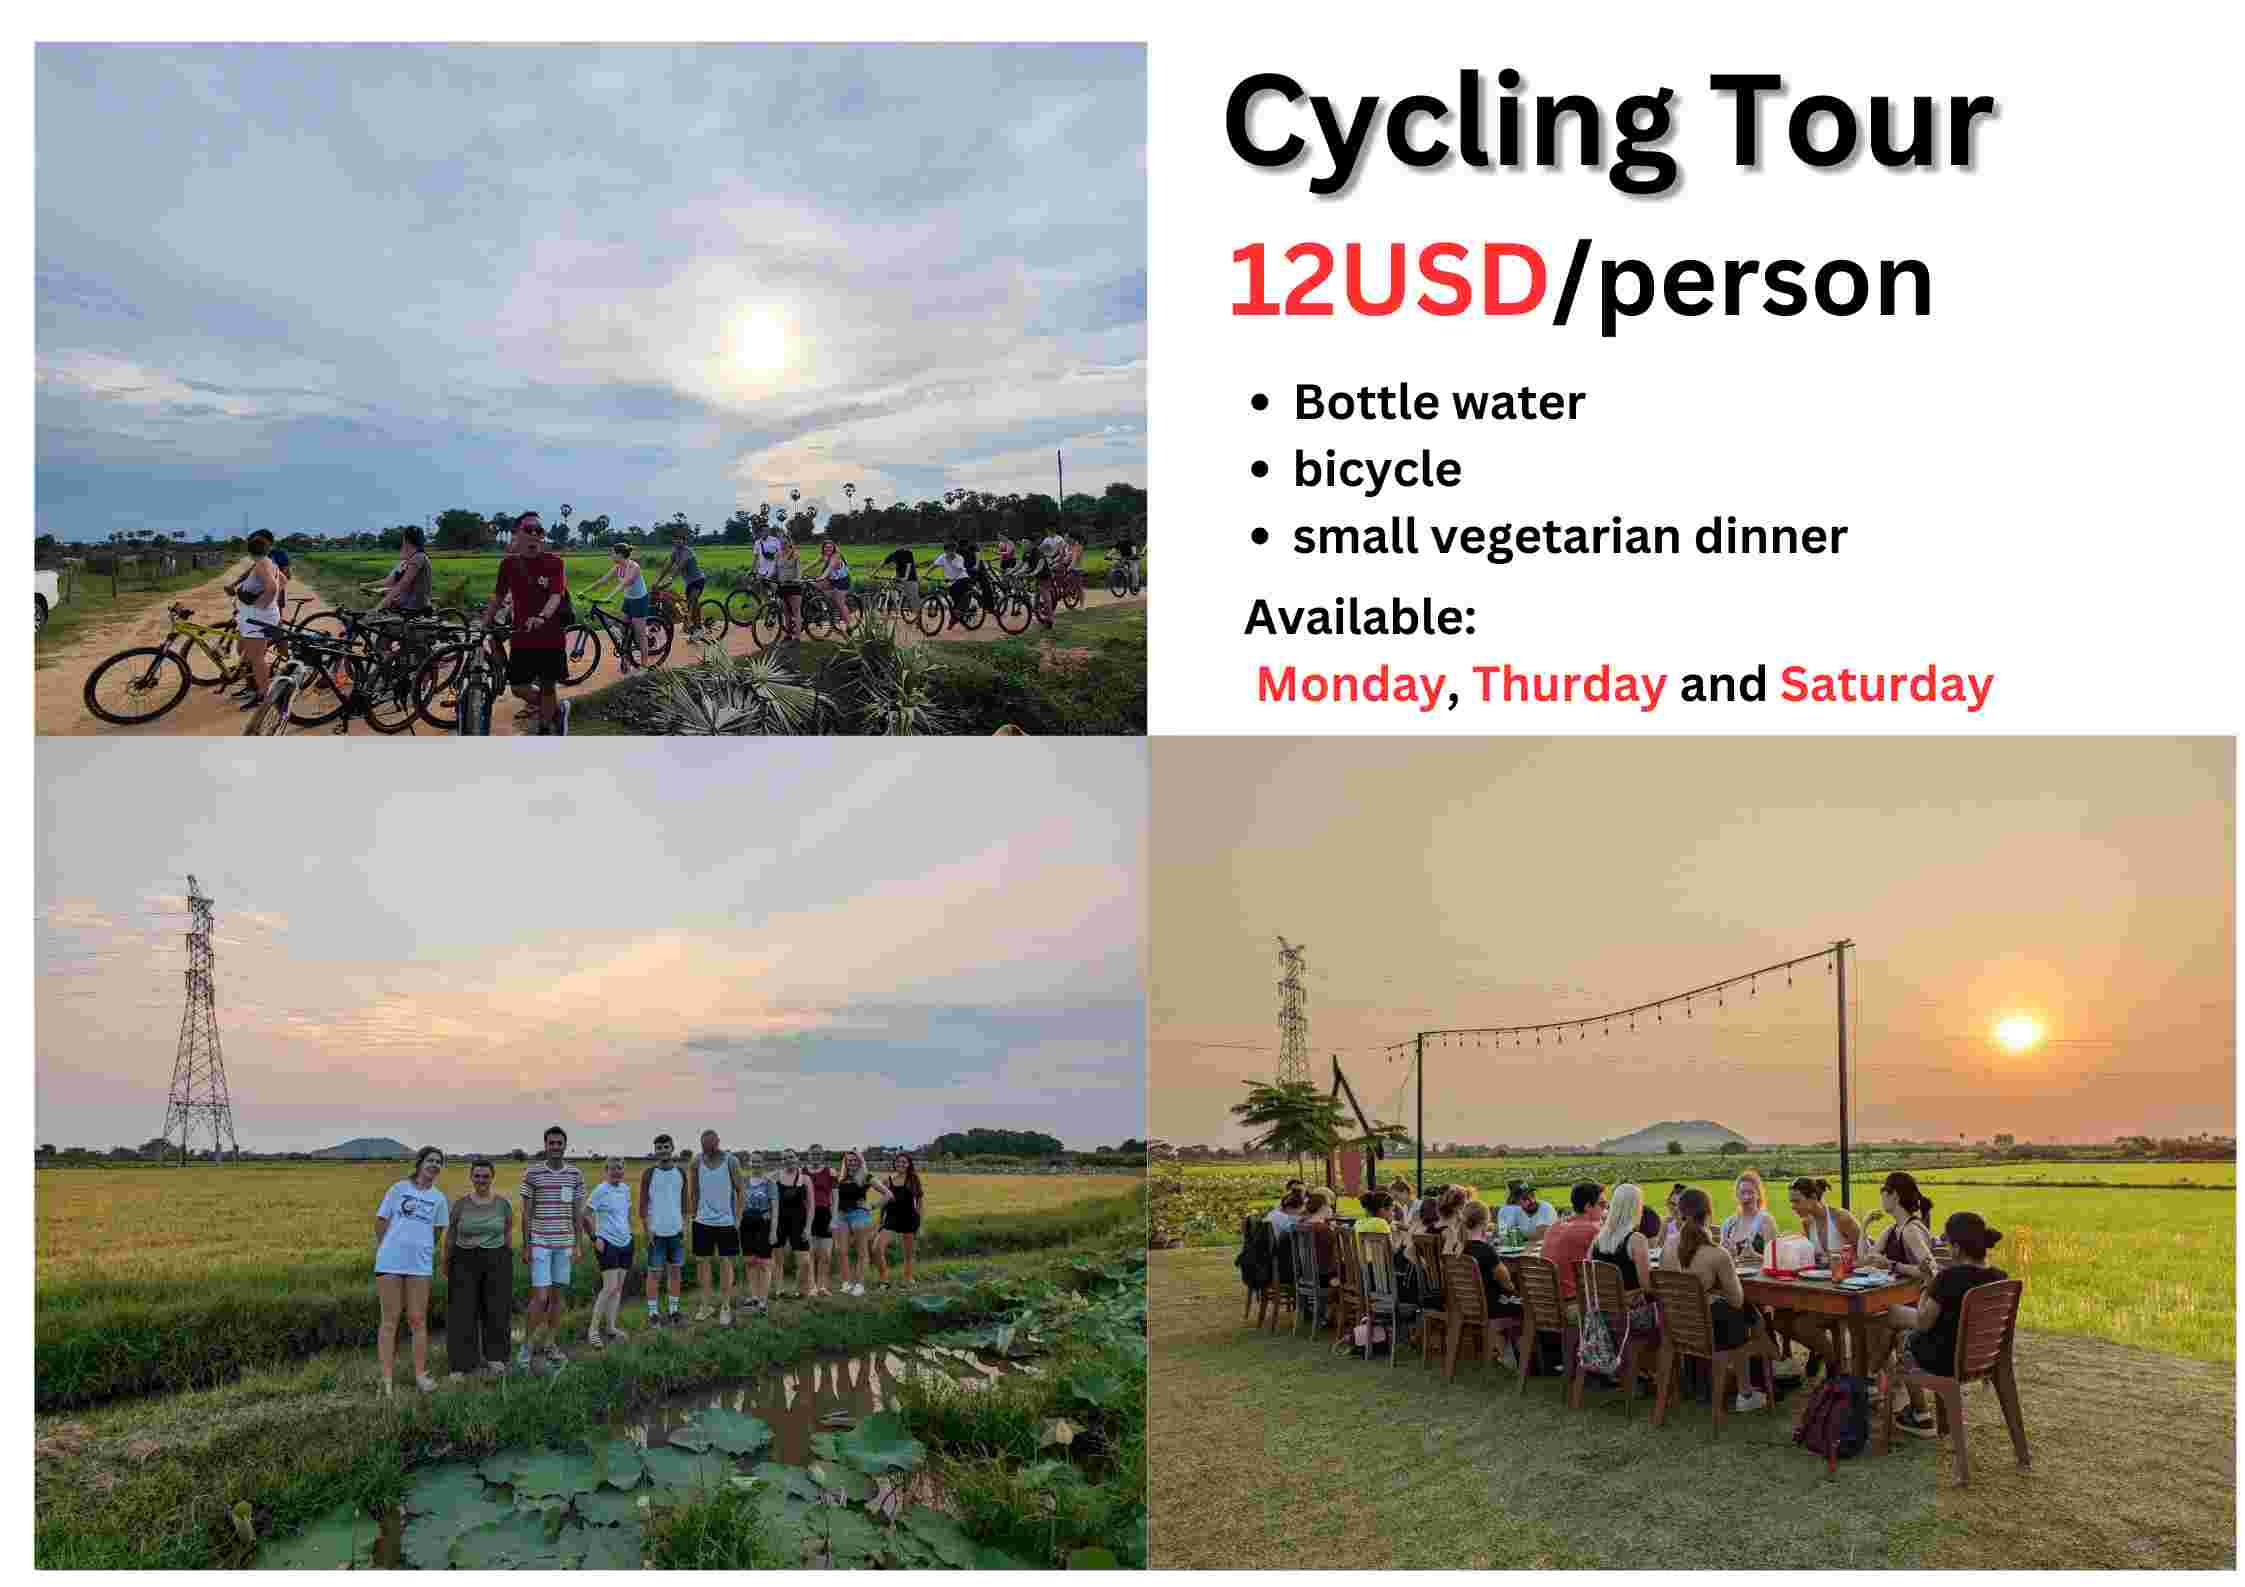 Cycling Tour
12USD/person
• Bottle water
• bicycle
• small vegetarian dinner
Available:
Monday, Thurday and Saturday